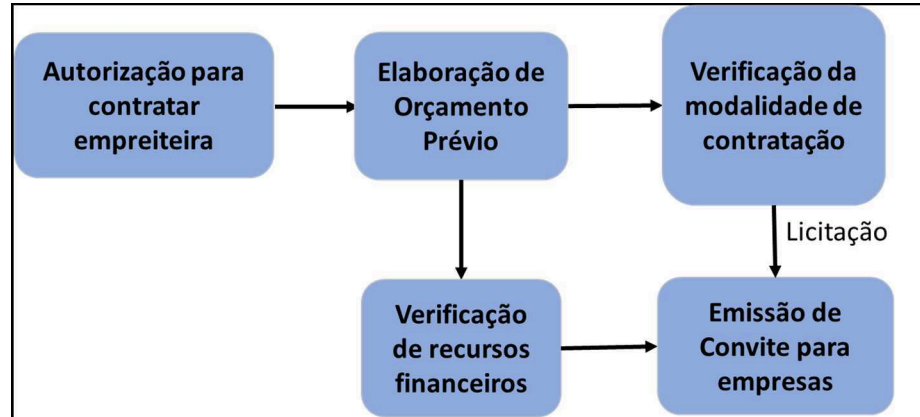 Autorização para
contratar
empreiteira
Elaboração de
Orçamento
Prévio
Verificação da
modalidade de
contratação
Licitação
Verificação
de recursos
financeiros
Emissão de
Convite para
empresas